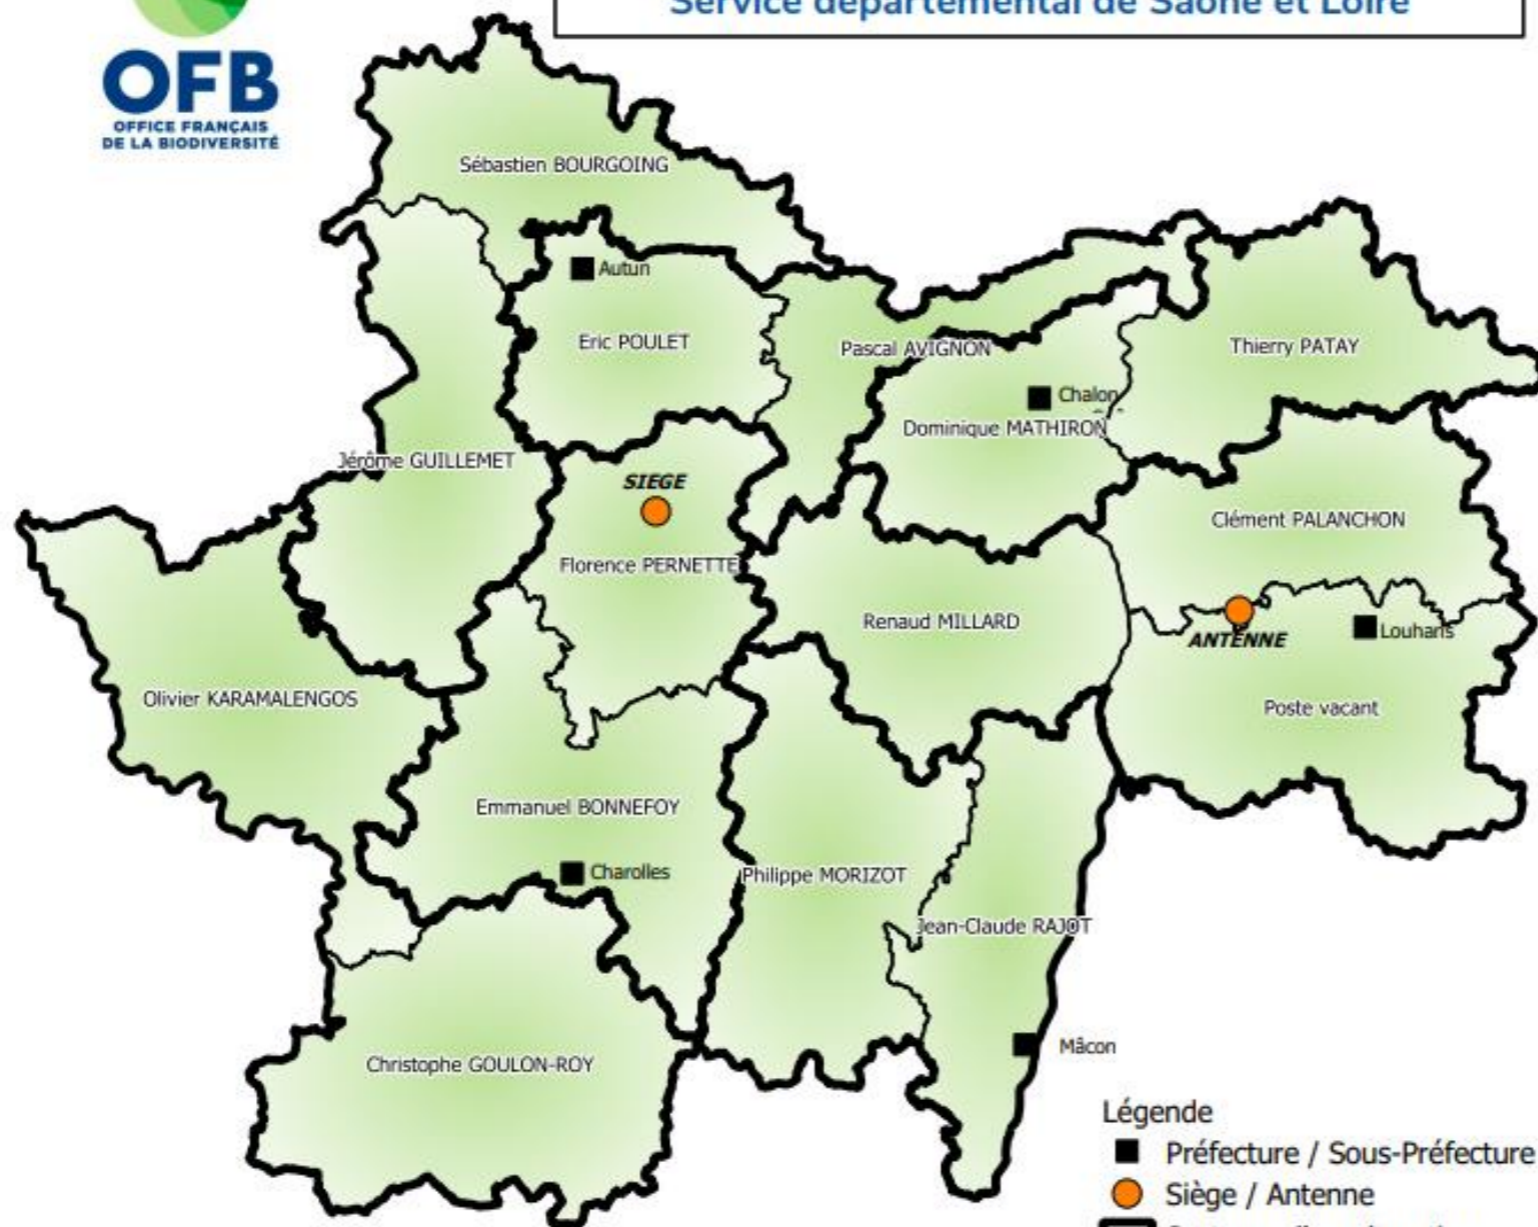 Service départemental de Saône et Loire
OFB
OFFICE FRANÇAIS
DE LA BIODIVERSITÉ
Sébastien BOURGOING
Autun
Eric POULET
Pascal AVIGNON
Thierry PATAY
Chalon
Dominique MATHIRON
Jérôme GUILLEMET
SIEGE
Clément PALANCHON
Florence PERNETTE
Renaud MILLARD
ANTENNE
Louhans
Olivier KARAMALENGOS
Poste vacant
Emmanuel BONNEFOY
Charolles
Philippe MORIZOT
Jean-Claude RAJOT
Mâcon
Christophe GOULON-ROY
Légende
Préfecture / Sous-Préfecture
Siège / Antenne